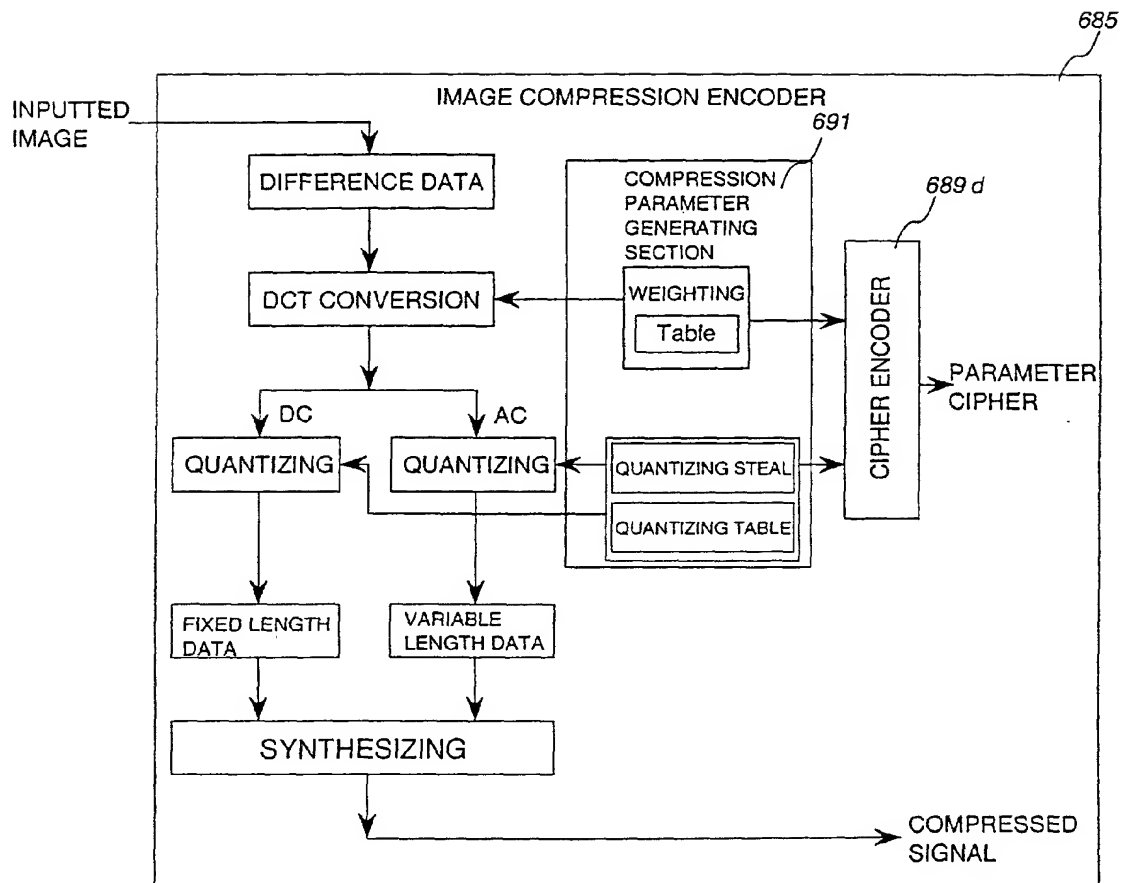 685
IMAGE COMPRESSION ENCODER
INPUTTED
IMAGE
691
DIFFERENCE DATA
COMPRESSION
PARAMETER
GENERATING
SECTION
689 d
DCT CONVERSION
WEIGHTING
Table
CIPHER ENCODER
PARAMETER
CIPHER
DC
AC
QUANTIZING
QUANTIZING
QUANTIZING STEAL
QUANTIZING TABLE
FIXED LENGTH
DATA
VARIABLE
LENGTH DATA
SYNTHESIZING
COMPRESSED
SIGNAL